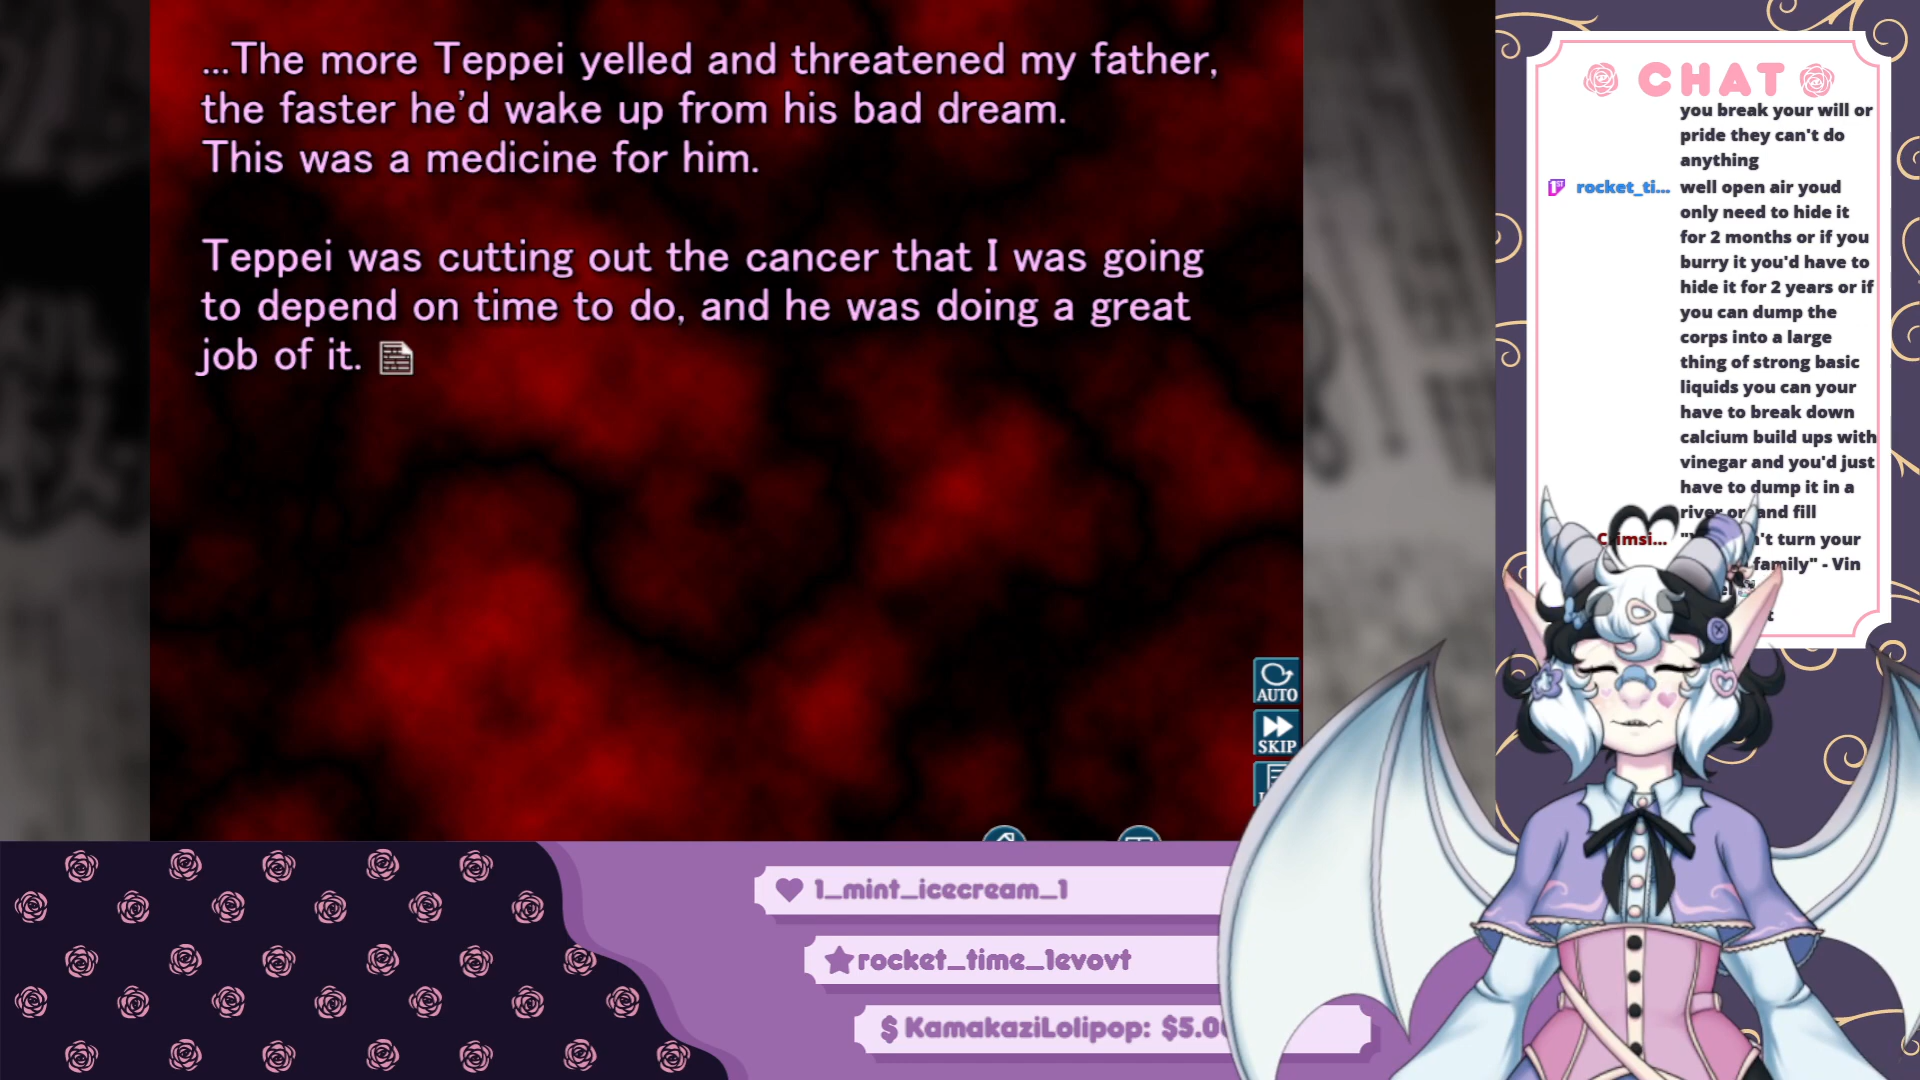 ...The more Teppei yelled and threatened my father,
the faster he'd wake up from his bad dream.
This was a medicine for him.
Teppei was cutting out the cancer that I was going
to depend on time to do, and he was doing a great
job of it.
AUTO
SKIP
CHAT
you break your will or
pride they can't do
anything
rocket_ti... well open air youd
only need to hide it
for 2 months or if you
burry it you'd have to
hide it for 2 years or if
you can dump the
corps into a large
thing of strong basic
liquids you can your
have to break down
calcium build ups with
vinegar and you'd just
have to dump it in a
river or and fill
Crimsi... 't turn your
family" - Vin
1_mint_icecream_1
rocket_time_1evovt
$ KamakaziLolipop: $5.0